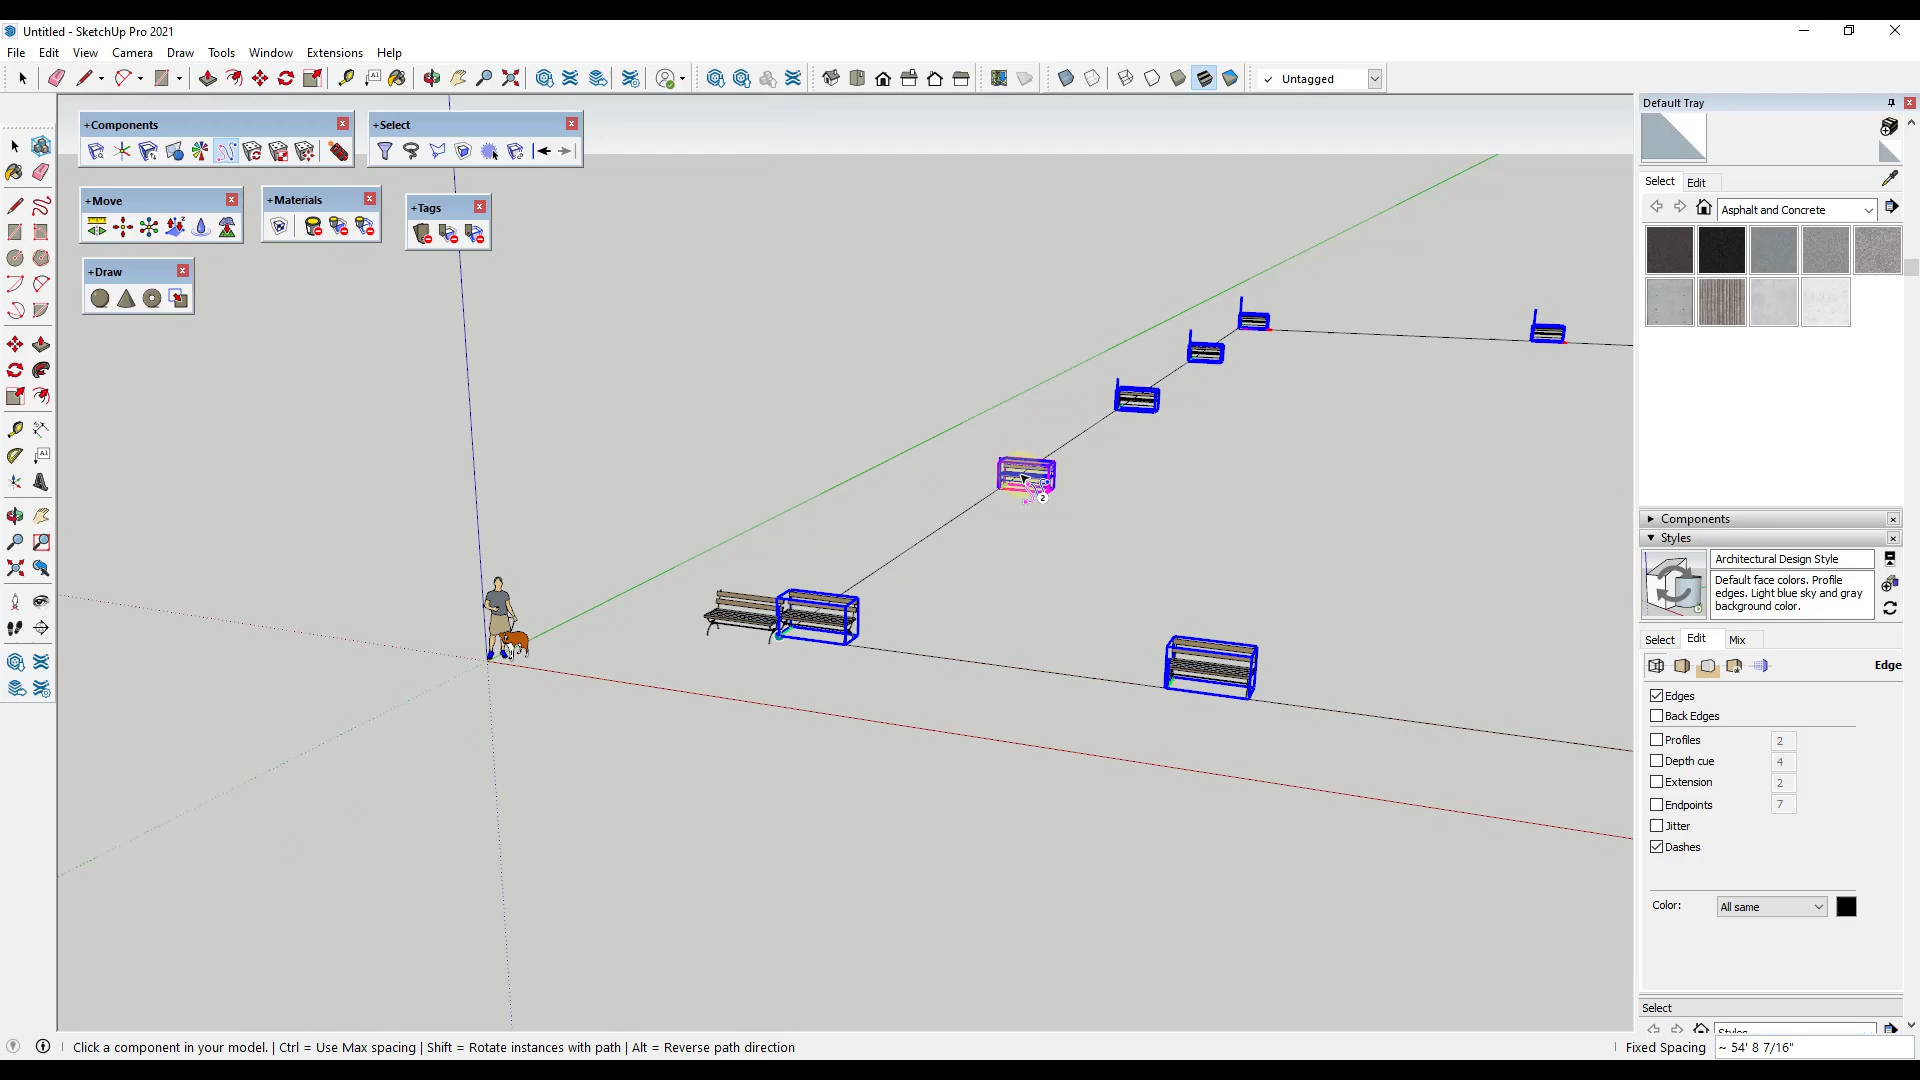 Untitled - SketchUp Pro 2021
File Edit View Camera Draw Tools Window Extensions Help
A1
Untagged
+Components
+Select
+Move
+Materials
+Tags
+Draw
A1
2
Default Tray
Select Edit
Asphalt and Concrete
Components
Styles
Architectural Design Style
Default face colors. Profile
edges. Light blue sky and gray
background color.
Select Edit Mix
Edge
Edges
Back Edges
Profiles 2
Depth cue 4
Extension 2
Endpoints 7
Jitter
Dashes
Color: All same
Select
Styles
Click a component in your model. | Ctrl = Use Max spacing | Shift = Rotate instances with path | Alt = Reverse path direction
Fixed Spacing ~ 54' 8 7/16"